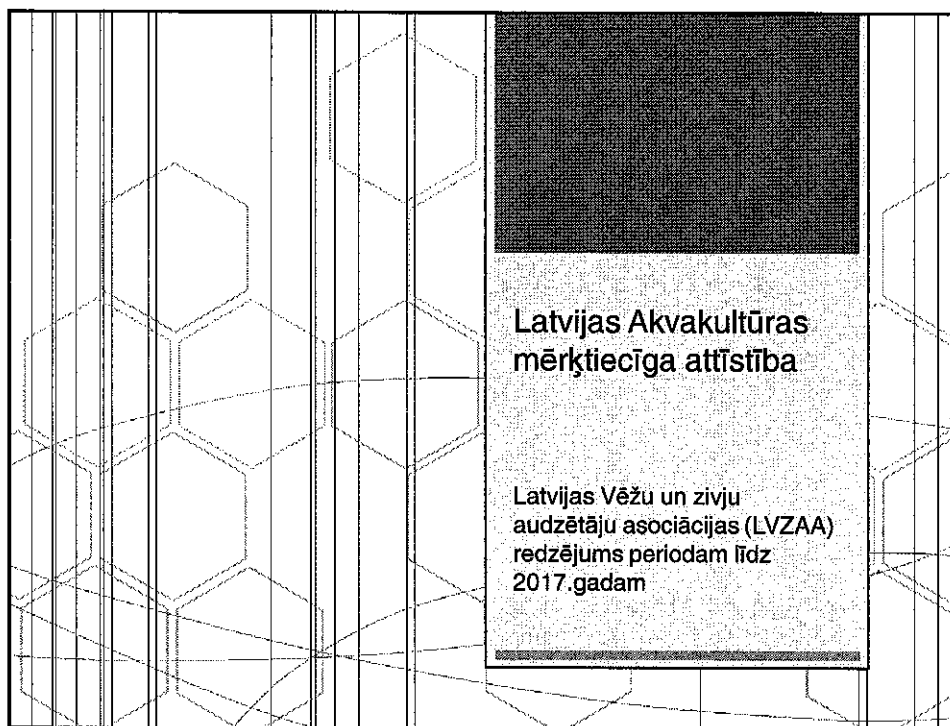 Latvijas Akvakultūras
mērķtiecīga attīstība
Latvijas Vēžu un zivju
audzētāju asociācijas (LVZAA)
redzējums periodam līdz
2017.gadam